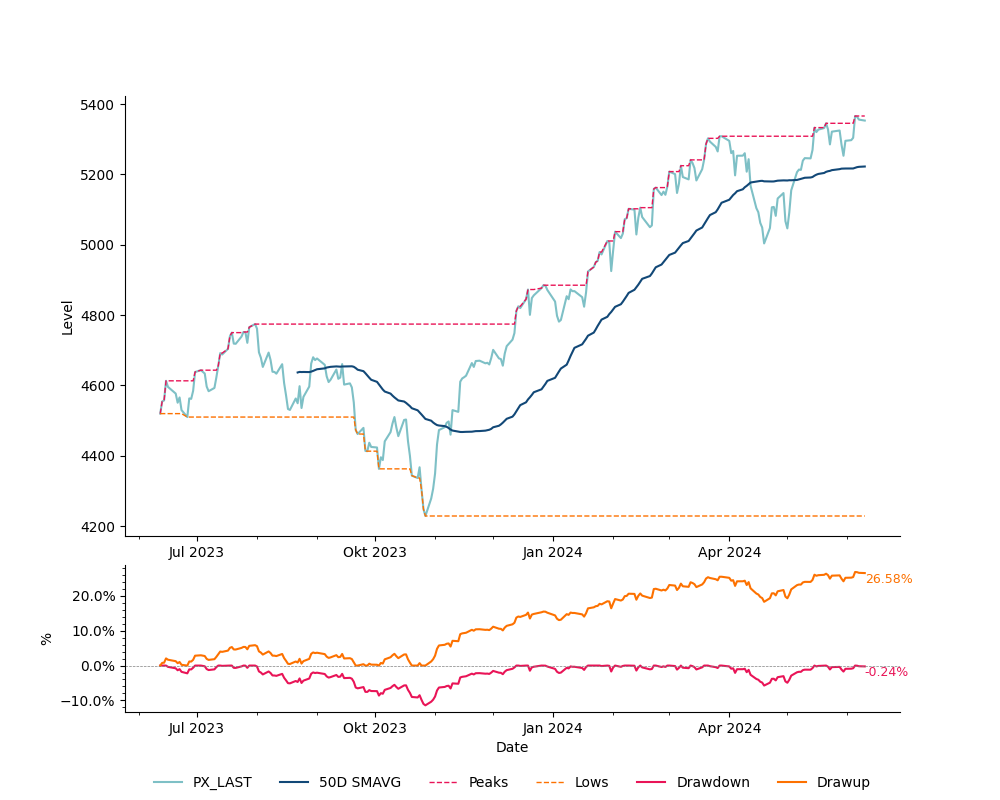 5400
5200
5000
4800
4600
4400
4200
Level
Jul 2023 Okt 2023 Jan 2024 Apr 2024
20.0%
10.0%
0.0%
−10.0%
%
26.58%
-0.24%
Jul 2023 Okt 2023 Jan 2024 Apr 2024
Date
PX_LAST 50D SMAVG Peaks Lows Drawdown Drawup